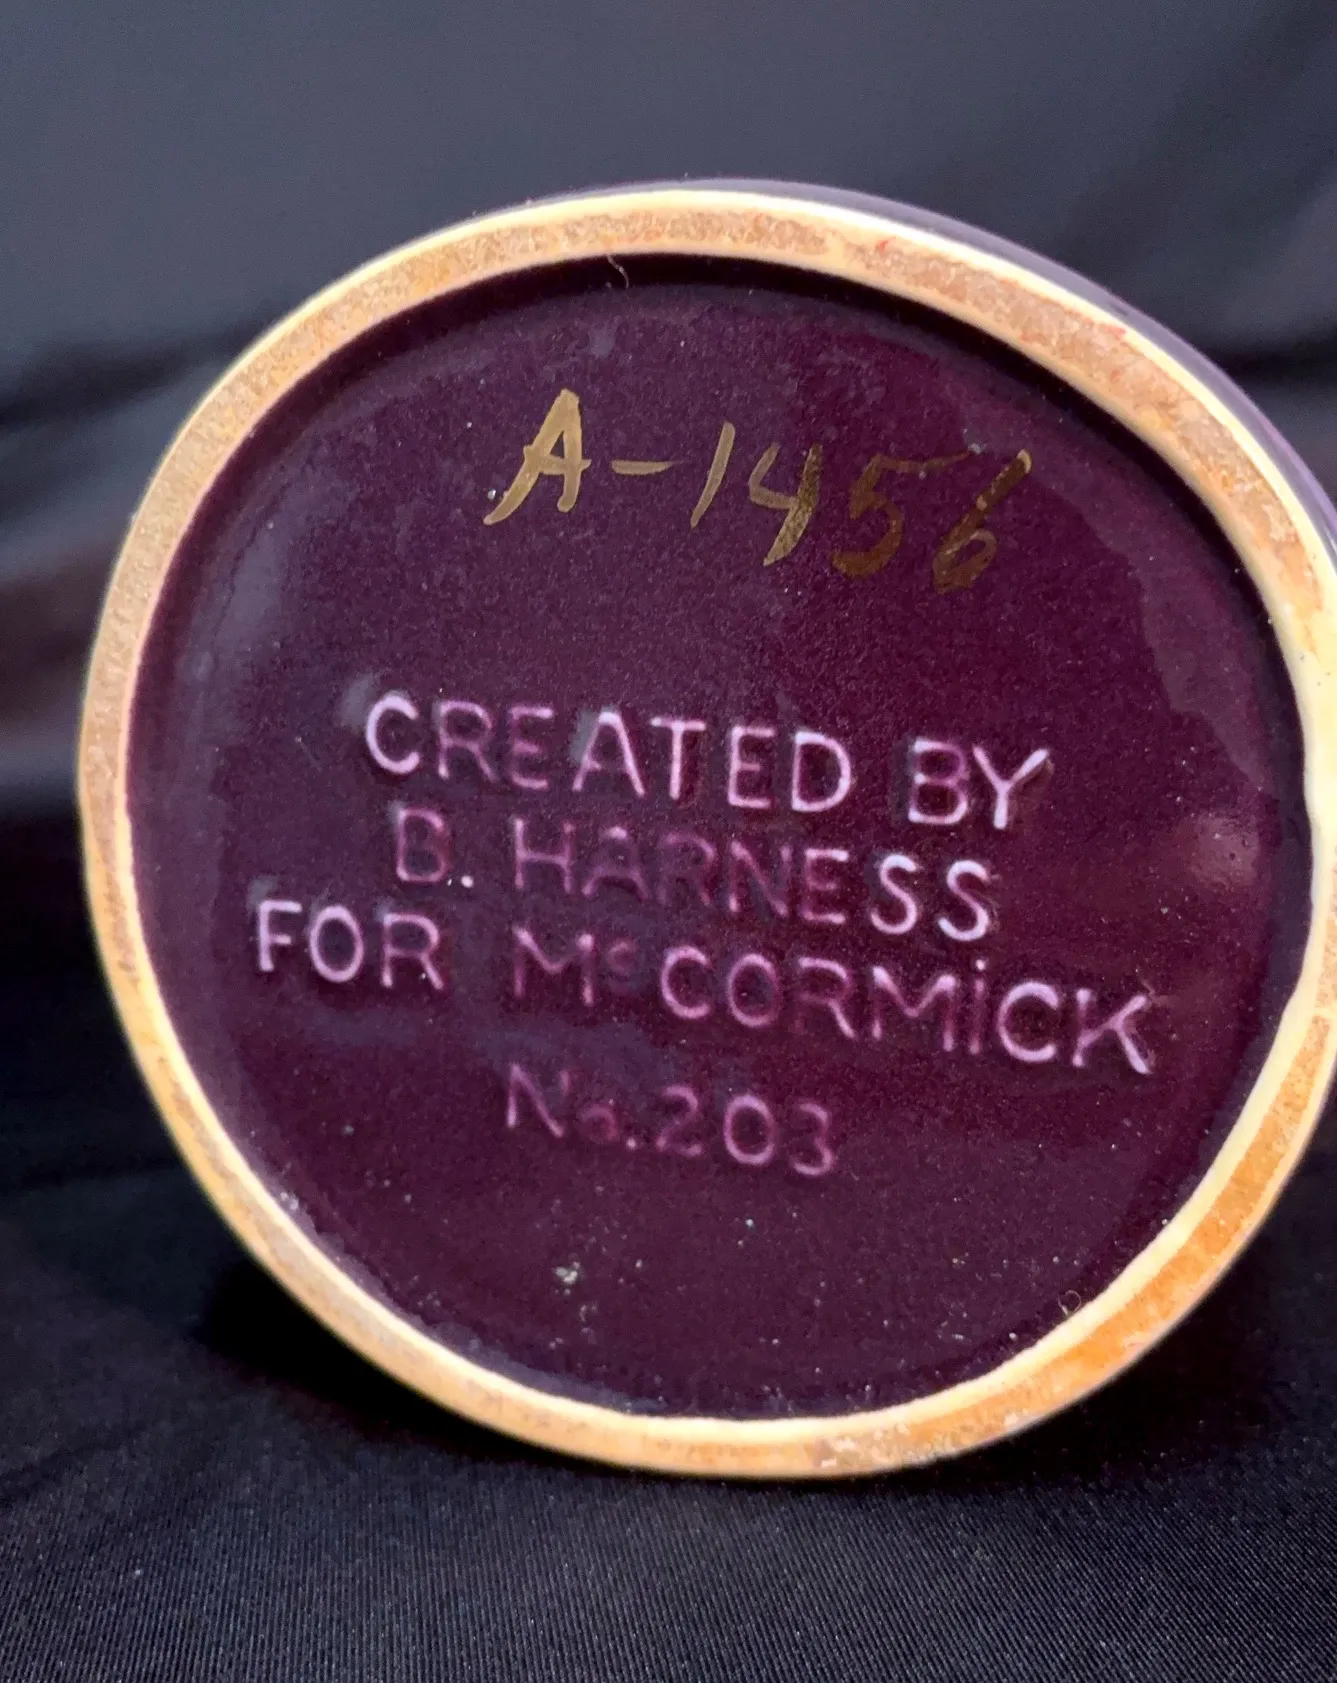 A-1456
CREATED BY
B. HARNESS
FOR McCORMiCK
No.203